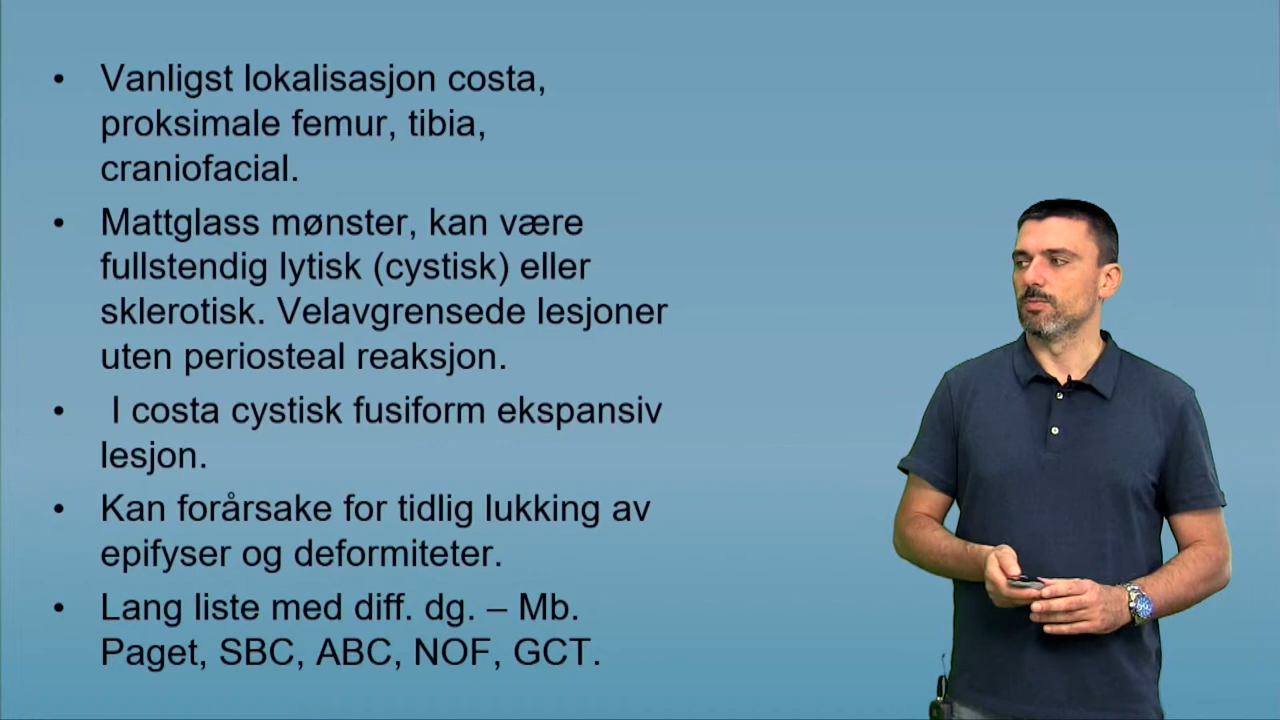 • Vanligst lokalisasjon costa,
proksimale femur, tibia,
craniofacial.
• Mattglass mønster, kan være
fullstendig lytisk (cystisk) eller
sklerotisk. Velavgrensede lesjoner
uten periosteal reaksjon.
• I costa cystisk fusiform ekspansiv
lesjon.
• Kan forårsake for tidlig lukking av
epifyser og deformiteter.
• Lang liste med diff. dg. – Mb.
Paget, SBC, ABC, NOF, GCT.